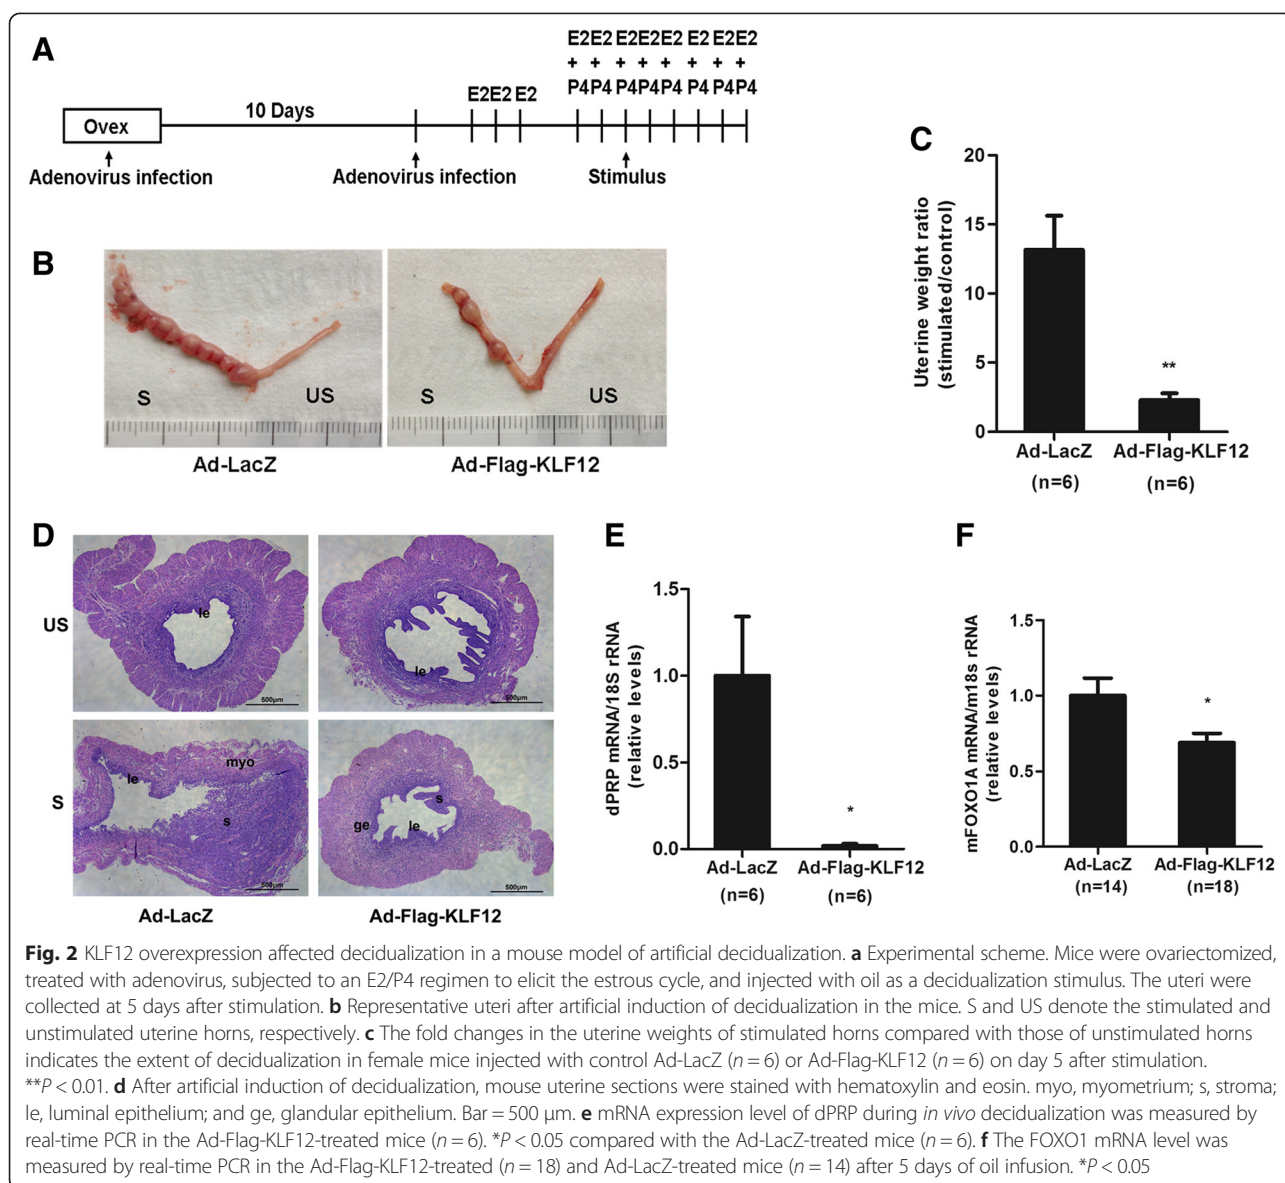 A
E2E2 E2E2E2 E2 E2E2
+ + + + + + + +
P4P4 P4P4P4 P4 P4P4
E2E2 E2
10 Days
Ovex
Adenovirus infection
Adenovirus infection
Stimulus
B
S
US
S
US
Ad-LacZ
Ad-Flag-KLF12
C
Uterine weight ratio
(stimulated/control)
20
15
10
5
0
**
Ad-LacZ
Ad-Flag-KLF12
(n=6)
(n=6)
D
US
le
500µm
le
500µm
S
le
myo
s
500µm
ge
s
le
500µm
Ad-LacZ
Ad-Flag-KLF12
E
dPRP mRNA/18S rRNA
(relative levels)
1.5
1.0
0.5
0.0
*
Ad-LacZ
Ad-Flag-KLF12
(n=6)
(n=6)
F
mFOXO1A mRNA/m18s rRNA
(relative levels)
1.5
1.0
0.5
0.0
*
Ad-LacZ
Ad-Flag-KLF12
(n=14)
(n=18)
Fig. 2 KLF12 overexpression affected decidualization in a mouse model of artificial decidualization. a Experimental scheme. Mice were ovariectomized,
treated with adenovirus, subjected to an E2/P4 regimen to elicit the estrous cycle, and injected with oil as a decidualization stimulus. The uteri were
collected at 5 days after stimulation. b Representative uteri after artificial induction of decidualization in the mice. S and US denote the stimulated and
unstimulated uterine horns, respectively. c The fold changes in the uterine weights of stimulated horns compared with those of unstimulated horns
indicates the extent of decidualization in female mice injected with control Ad-LacZ (n = 6) or Ad-Flag-KLF12 (n = 6) on day 5 after stimulation.
**P < 0.01. d After artificial induction of decidualization, mouse uterine sections were stained with hematoxylin and eosin. myo, myometrium; s, stroma;
le, luminal epithelium; and ge, glandular epithelium. Bar = 500 μm. e mRNA expression level of dPRP during in vivo decidualization was measured by
real-time PCR in the Ad-Flag-KLF12-treated mice (n = 6). *P < 0.05 compared with the Ad-LacZ-treated mice (n = 6). f The FOXO1 mRNA level was
measured by real-time PCR in the Ad-Flag-KLF12-treated (n = 18) and Ad-LacZ-treated mice (n = 14) after 5 days of oil infusion. *P < 0.05